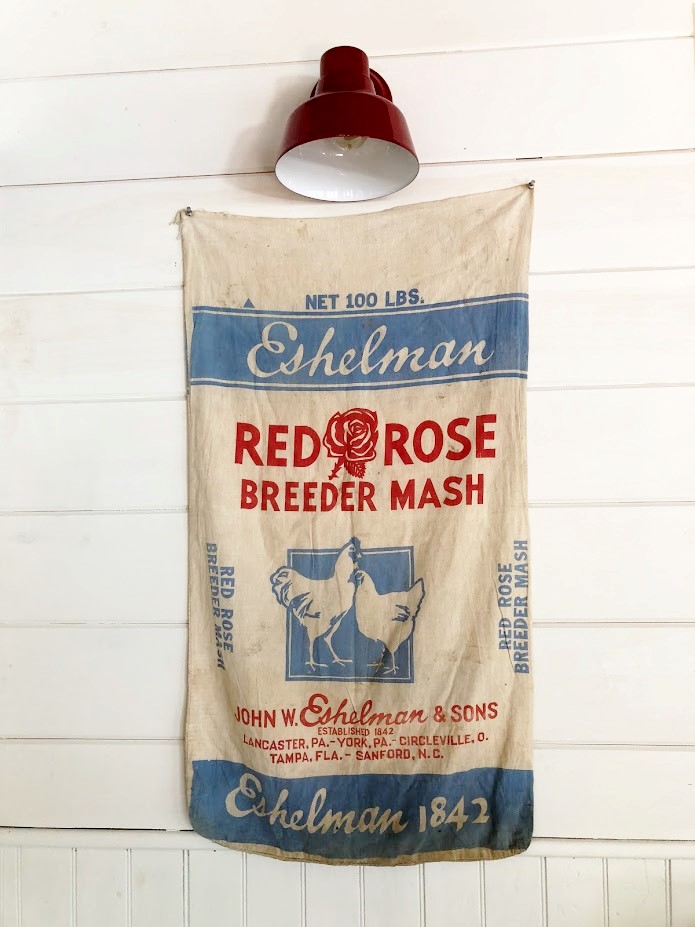 NET 100 LBS.
Eshelman
RED ROSE
BREEDER MASH
RED ROSE
BREEDER MASH
RED ROSE
BREEDER MASH
JOHN W. Eshelman & SONS
ESTABLISHED 1842
LANCASTER, PA.-YORK, PA.-CIRCLEVILLE, O.
TAMPA, FLA.- SANFORD, N.C.
Eshelman 1842